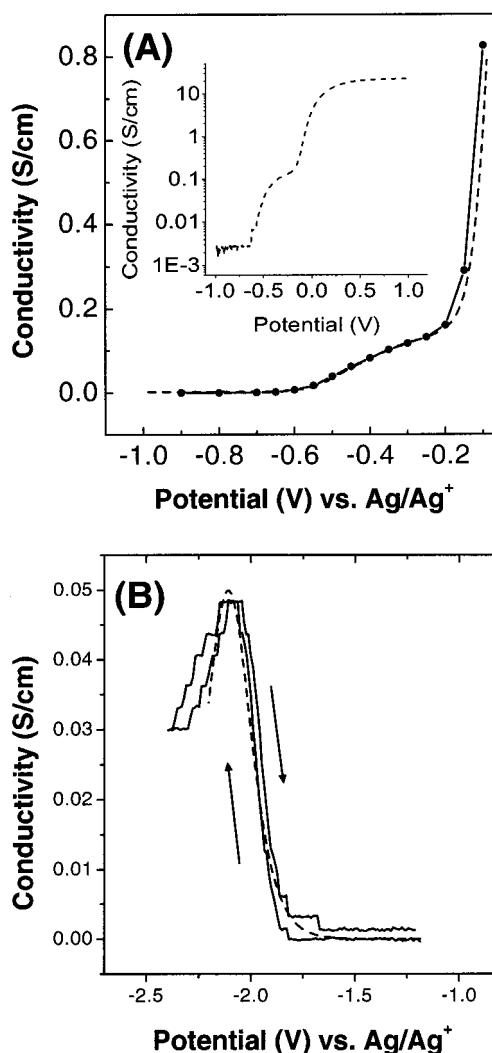 (A)
Conductivity (S/cm)
0.8
0.6
0.4
0.2
0.0
-1.0 -0.8 -0.6 -0.4 -0.2
Potential (V) vs. Ag/Ag+
Conductivity (S/cm)
10
1
0.1
0.01
1E-3
-1.0 -0.5 0.0 0.5 1.0
Potential (V)
(B)
Conductivity (S/cm)
0.05
0.04
0.03
0.02
0.01
0.00
-2.5 -2.0 -1.5 -1.0
Potential (V) vs. Ag/Ag+